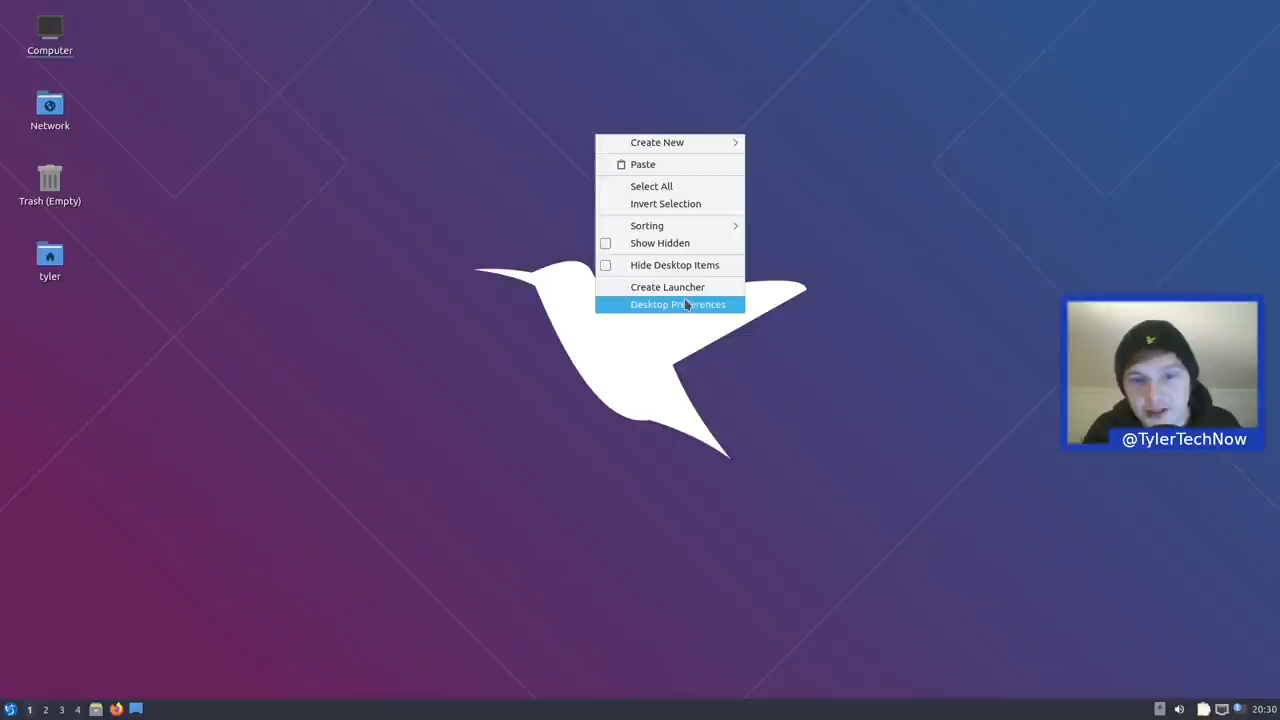 Computer
Network
Trash (Empty)
tyler
Create New
Paste
Select All
Invert Selection
Sorting
Show Hidden
Hide Desktop Items
Create Launcher
Desktop Preferences
@TylerTechNow
1 2 3 4
20:30